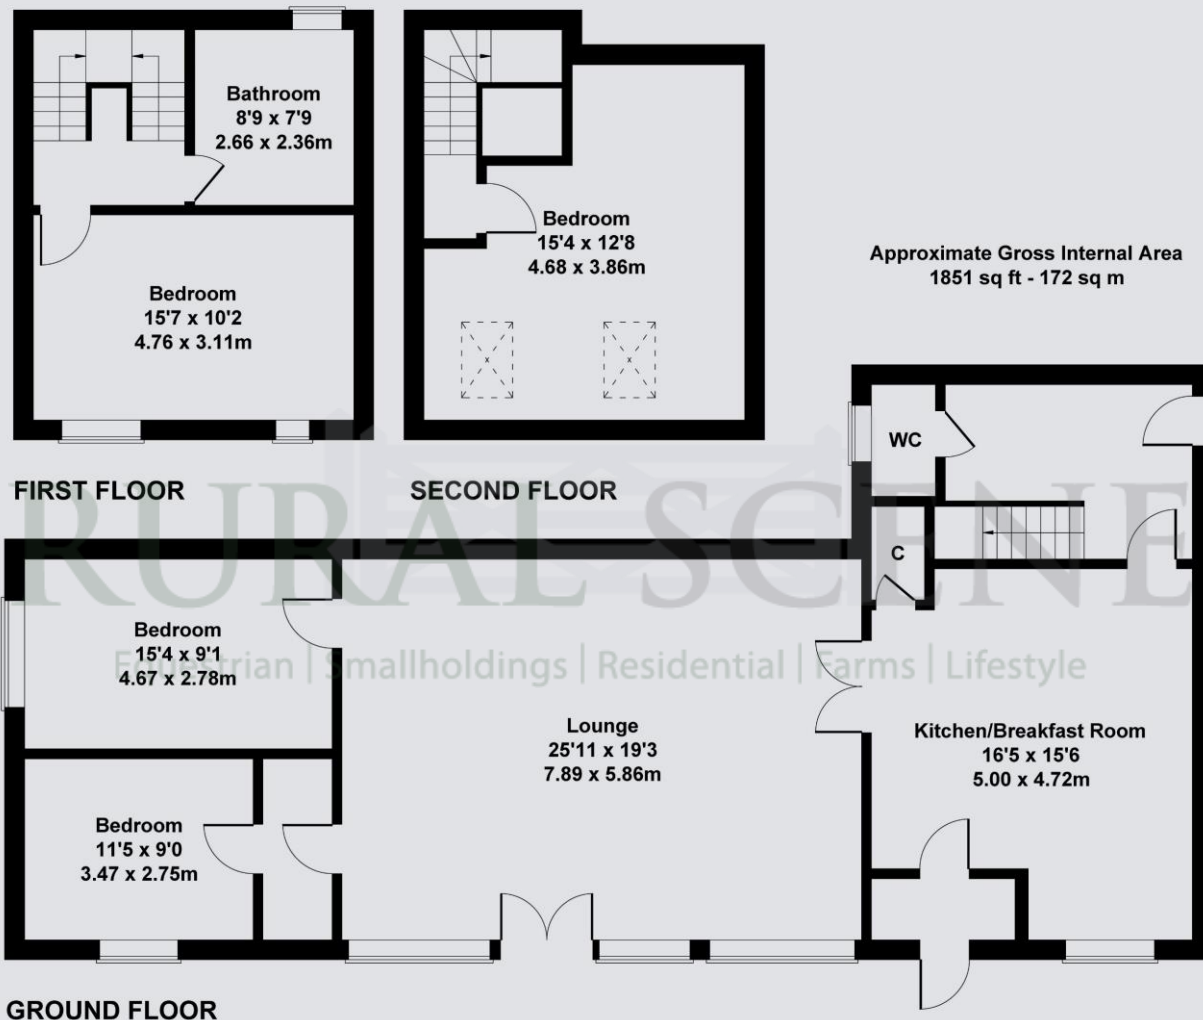 Bathroom
8'9 x 7'9
2.66 x 2.36m
Bedroom
15'7 x 10'2
4.76 x 3.11m
FIRST FLOOR
Bedroom
15'4 x 12'8
4.68 x 3.86m
SECOND FLOOR
Approximate Gross Internal Area
1851 sq ft - 172 sq m
RURAL SCENE
Equestrian | Smallholdings | Residential | Farms | Lifestyle
WC
C
Bedroom
15'4 x 9'1
4.67 x 2.78m
Lounge
25'11 x 19'3
7.89 x 5.86m
Kitchen/Breakfast Room
16'5 x 15'6
5.00 x 4.72m
Bedroom
11'5 x 9'0
3.47 x 2.75m
GROUND FLOOR